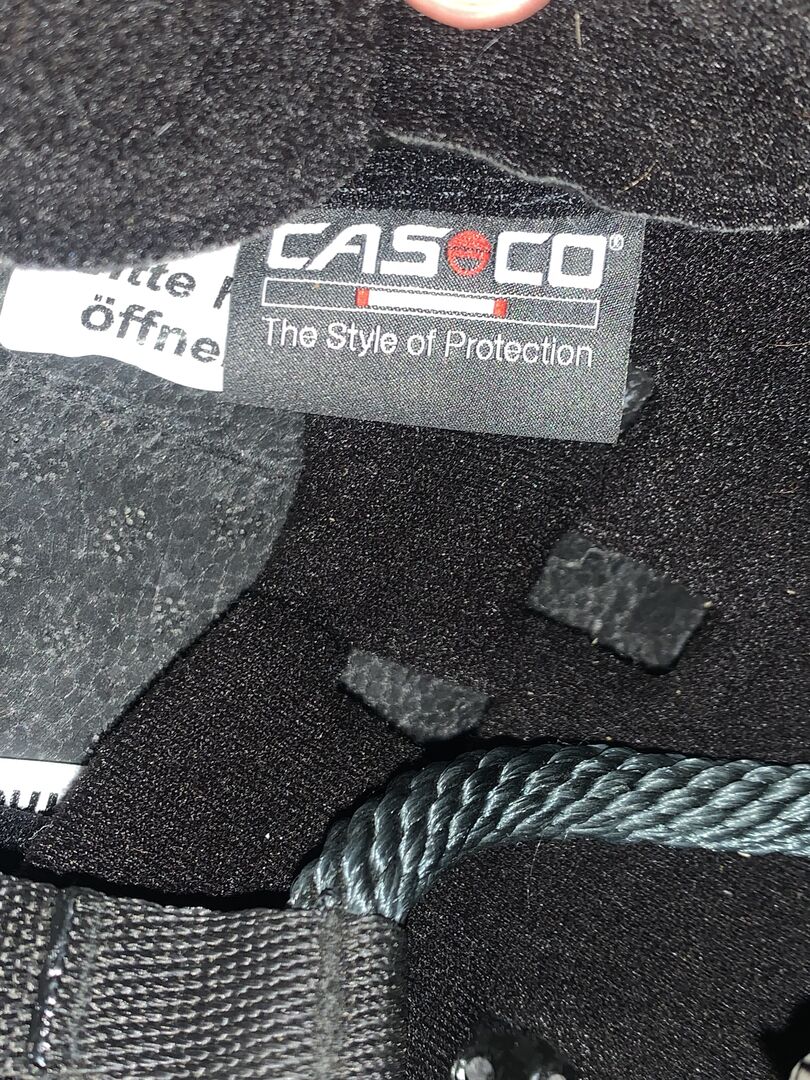 CASCO®
The Style of Protection
öffne